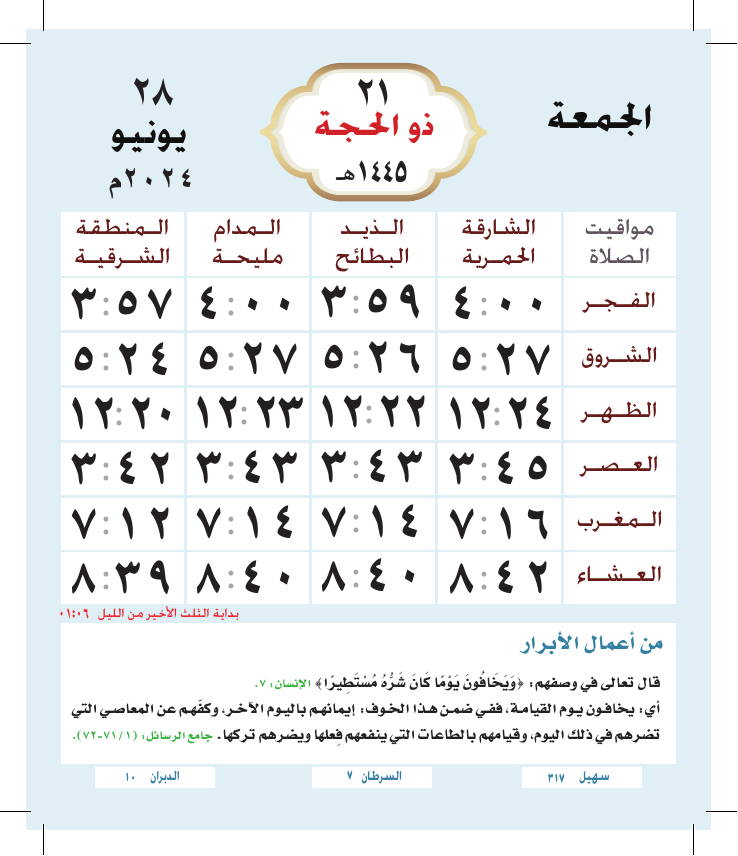 الجمعة
٢١
ذو الحجة
١٤٤٥هـ
٢٨
يونيو
٢٠٢٤م
مواقيت الصلاة | الشارقة الحمرية | الذيد البطائح | المدام مليحة | المنطقة الشرقية
الفجر ٤:٠٠ ٣:٥٩ ٤:٠٠ ٣:٥٧
الشروق ٥:٢٧ ٥:٢٦ ٥:٢٧ ٥:٢٤
الظهر ١٢:٢٤ ١٢:٢٢ ١٢:٢٣ ١٢:٢٠
العصر ٣:٤٥ ٣:٤٣ ٣:٤٣ ٣:٤٢
المغرب ٧:١٦ ٧:١٤ ٧:١٤ ٧:١٢
العشاء ٨:٤٢ ٨:٤٠ ٨:٤٠ ٨:٣٩
بداية الثلث الأخير من الليل ٠١:٠٦
من أعمال الأبرار
قال تعالى في وصفهم: ﴿وَيَخَافُونَ يَوْمًا كَانَ شَرُّهُ مُسْتَطِيرًا﴾ الإنسان: ٧.
أي: يخافون يوم القيامة، ففي ضمن هذا الخوف: إيمانهم باليوم الآخر، وكفّهم عن المعاصي التي
تضرهم في ذلك اليوم، وقيامهم بالطاعات التي ينفعهم فِعلها ويضرهم تركها. جامع الرسائل: (٧١/١-٧٢).
سهيل ٣١٧
السرطان ٧
الدبران ١٠